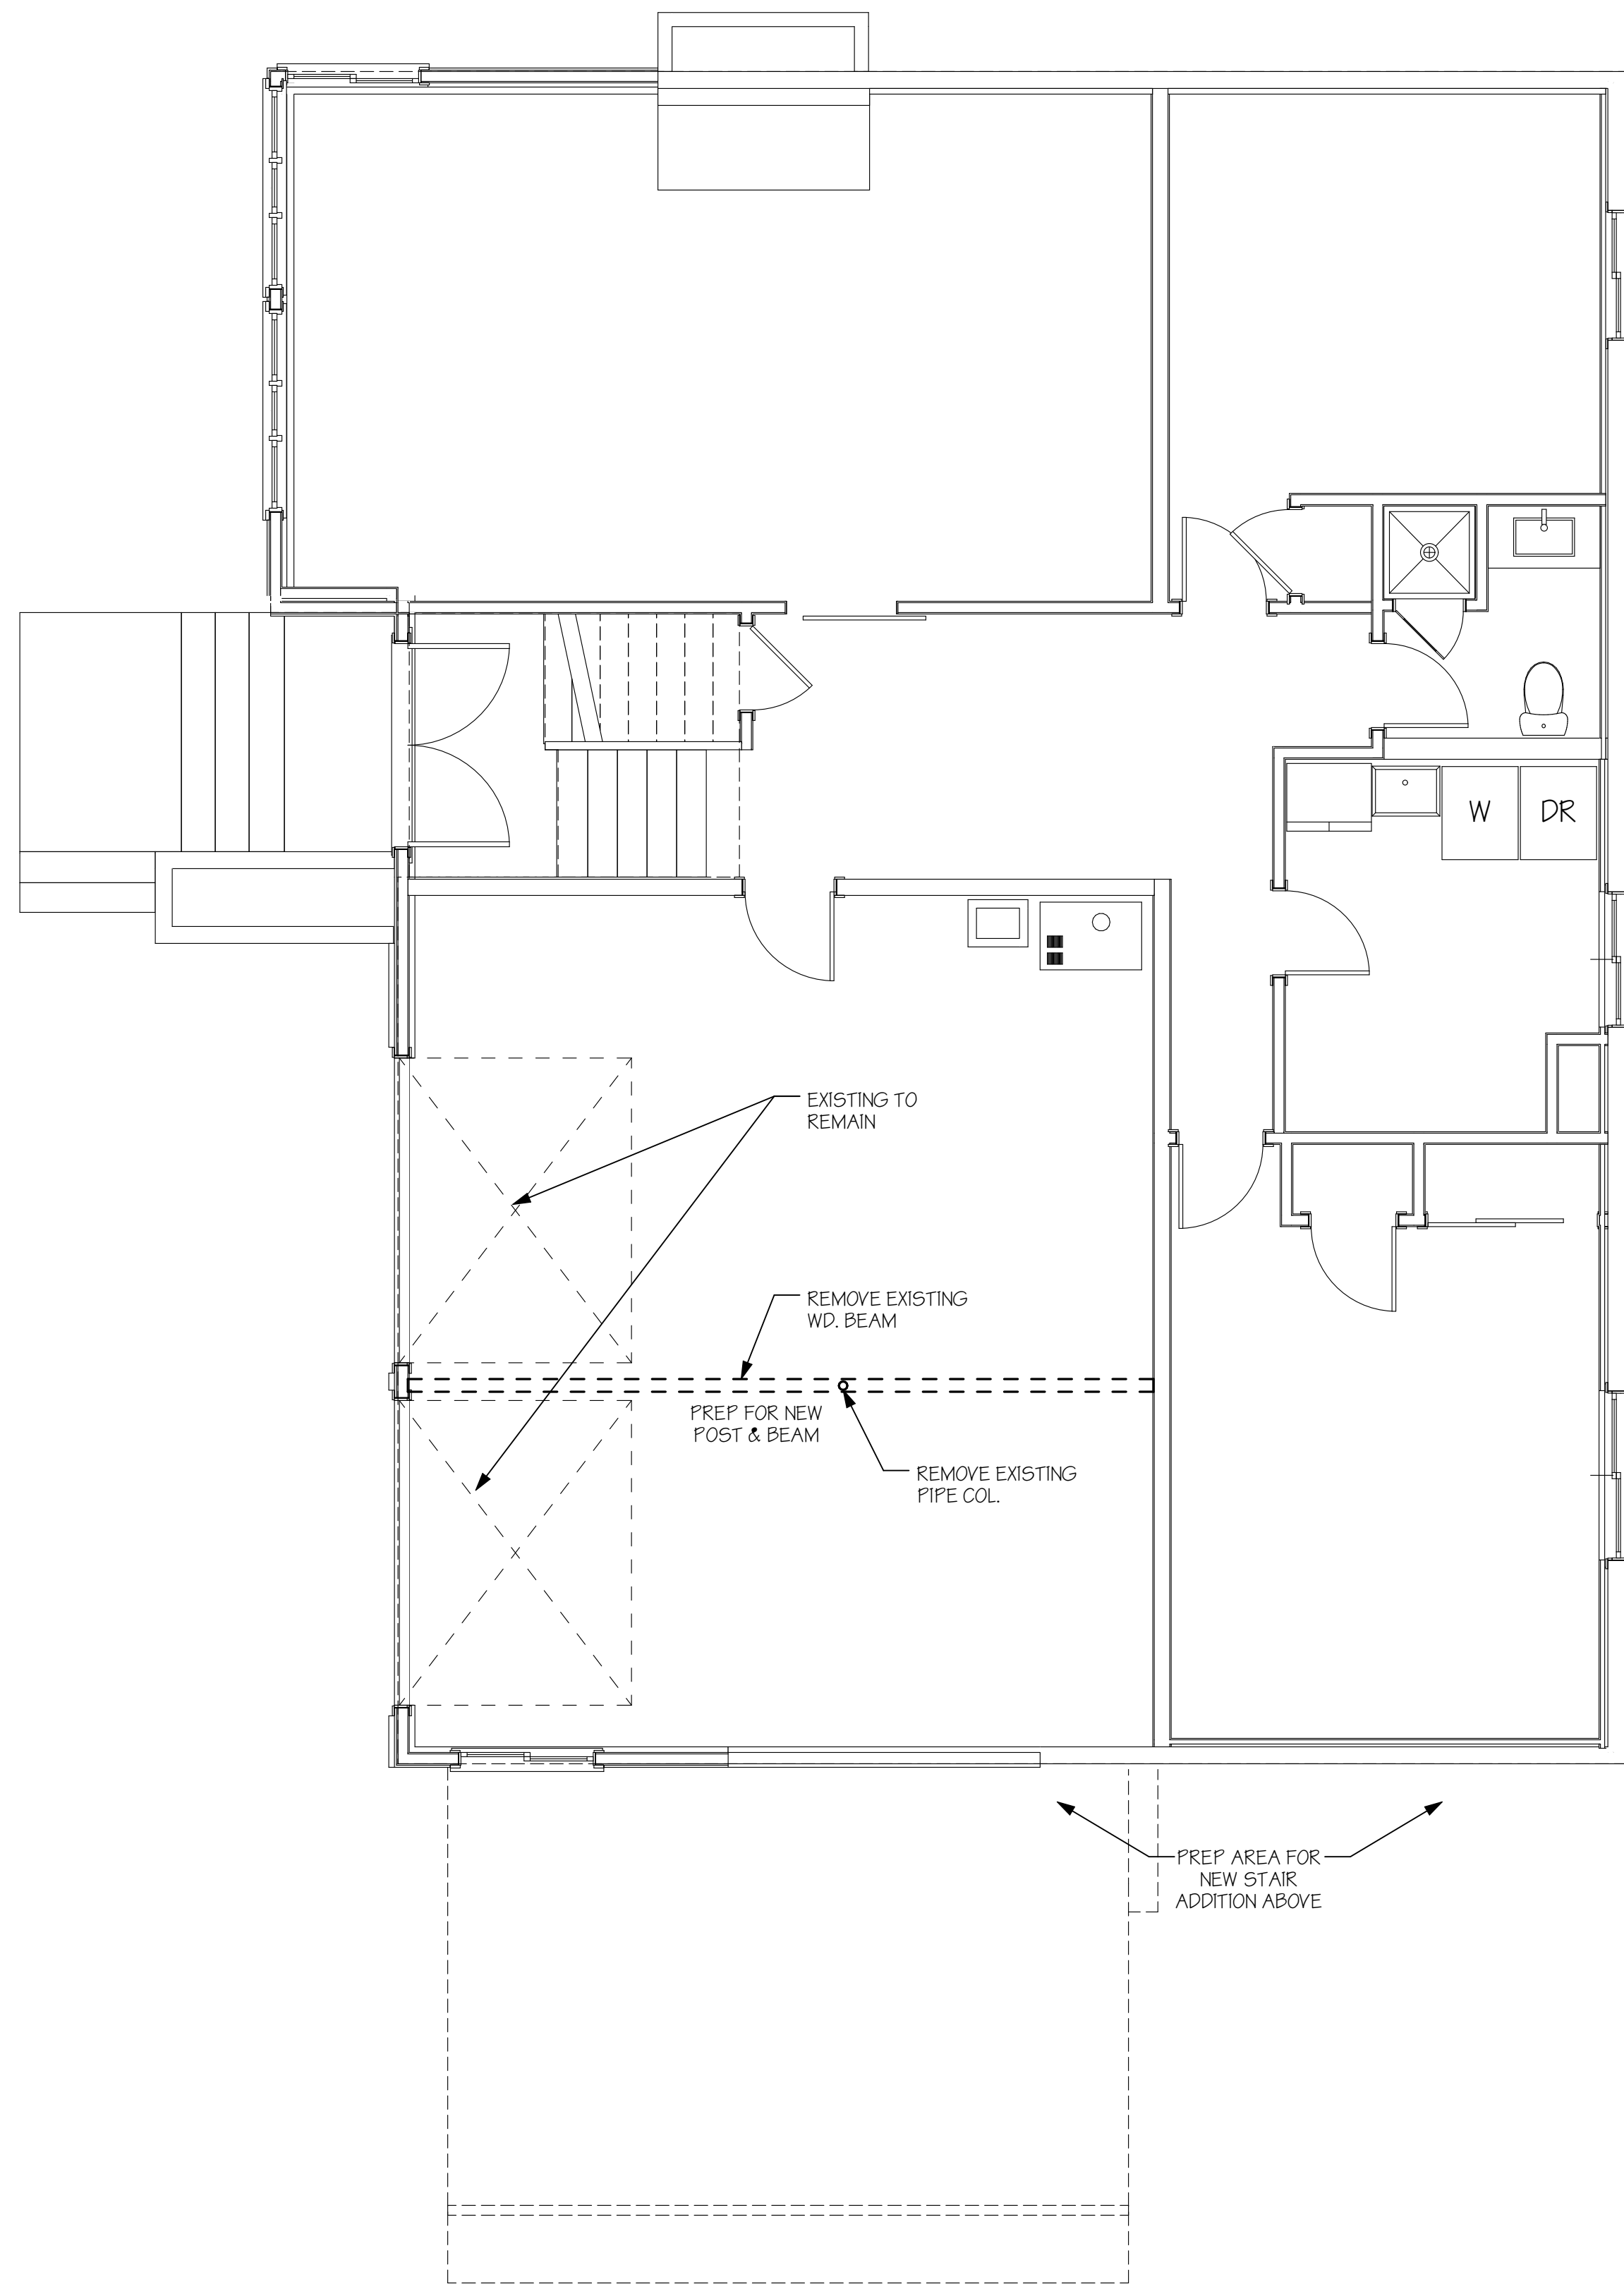 W
DR
EXISTING TO
REMAIN
REMOVE EXISTING
WD. BEAM
PREP FOR NEW
POST & BEAM
REMOVE EXISTING
PIPE COL.
PREP AREA FOR
NEW STAIR
ADDITION ABOVE